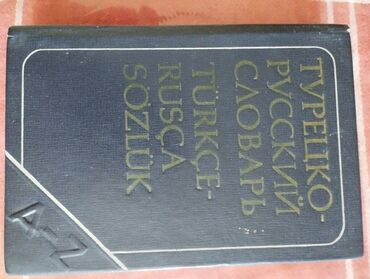 ТУРЕЦКО-
РУССКИЙ
СЛОВАРЬ
TÜRKÇE-
RUSÇA
SÖZLÜK
A-Z